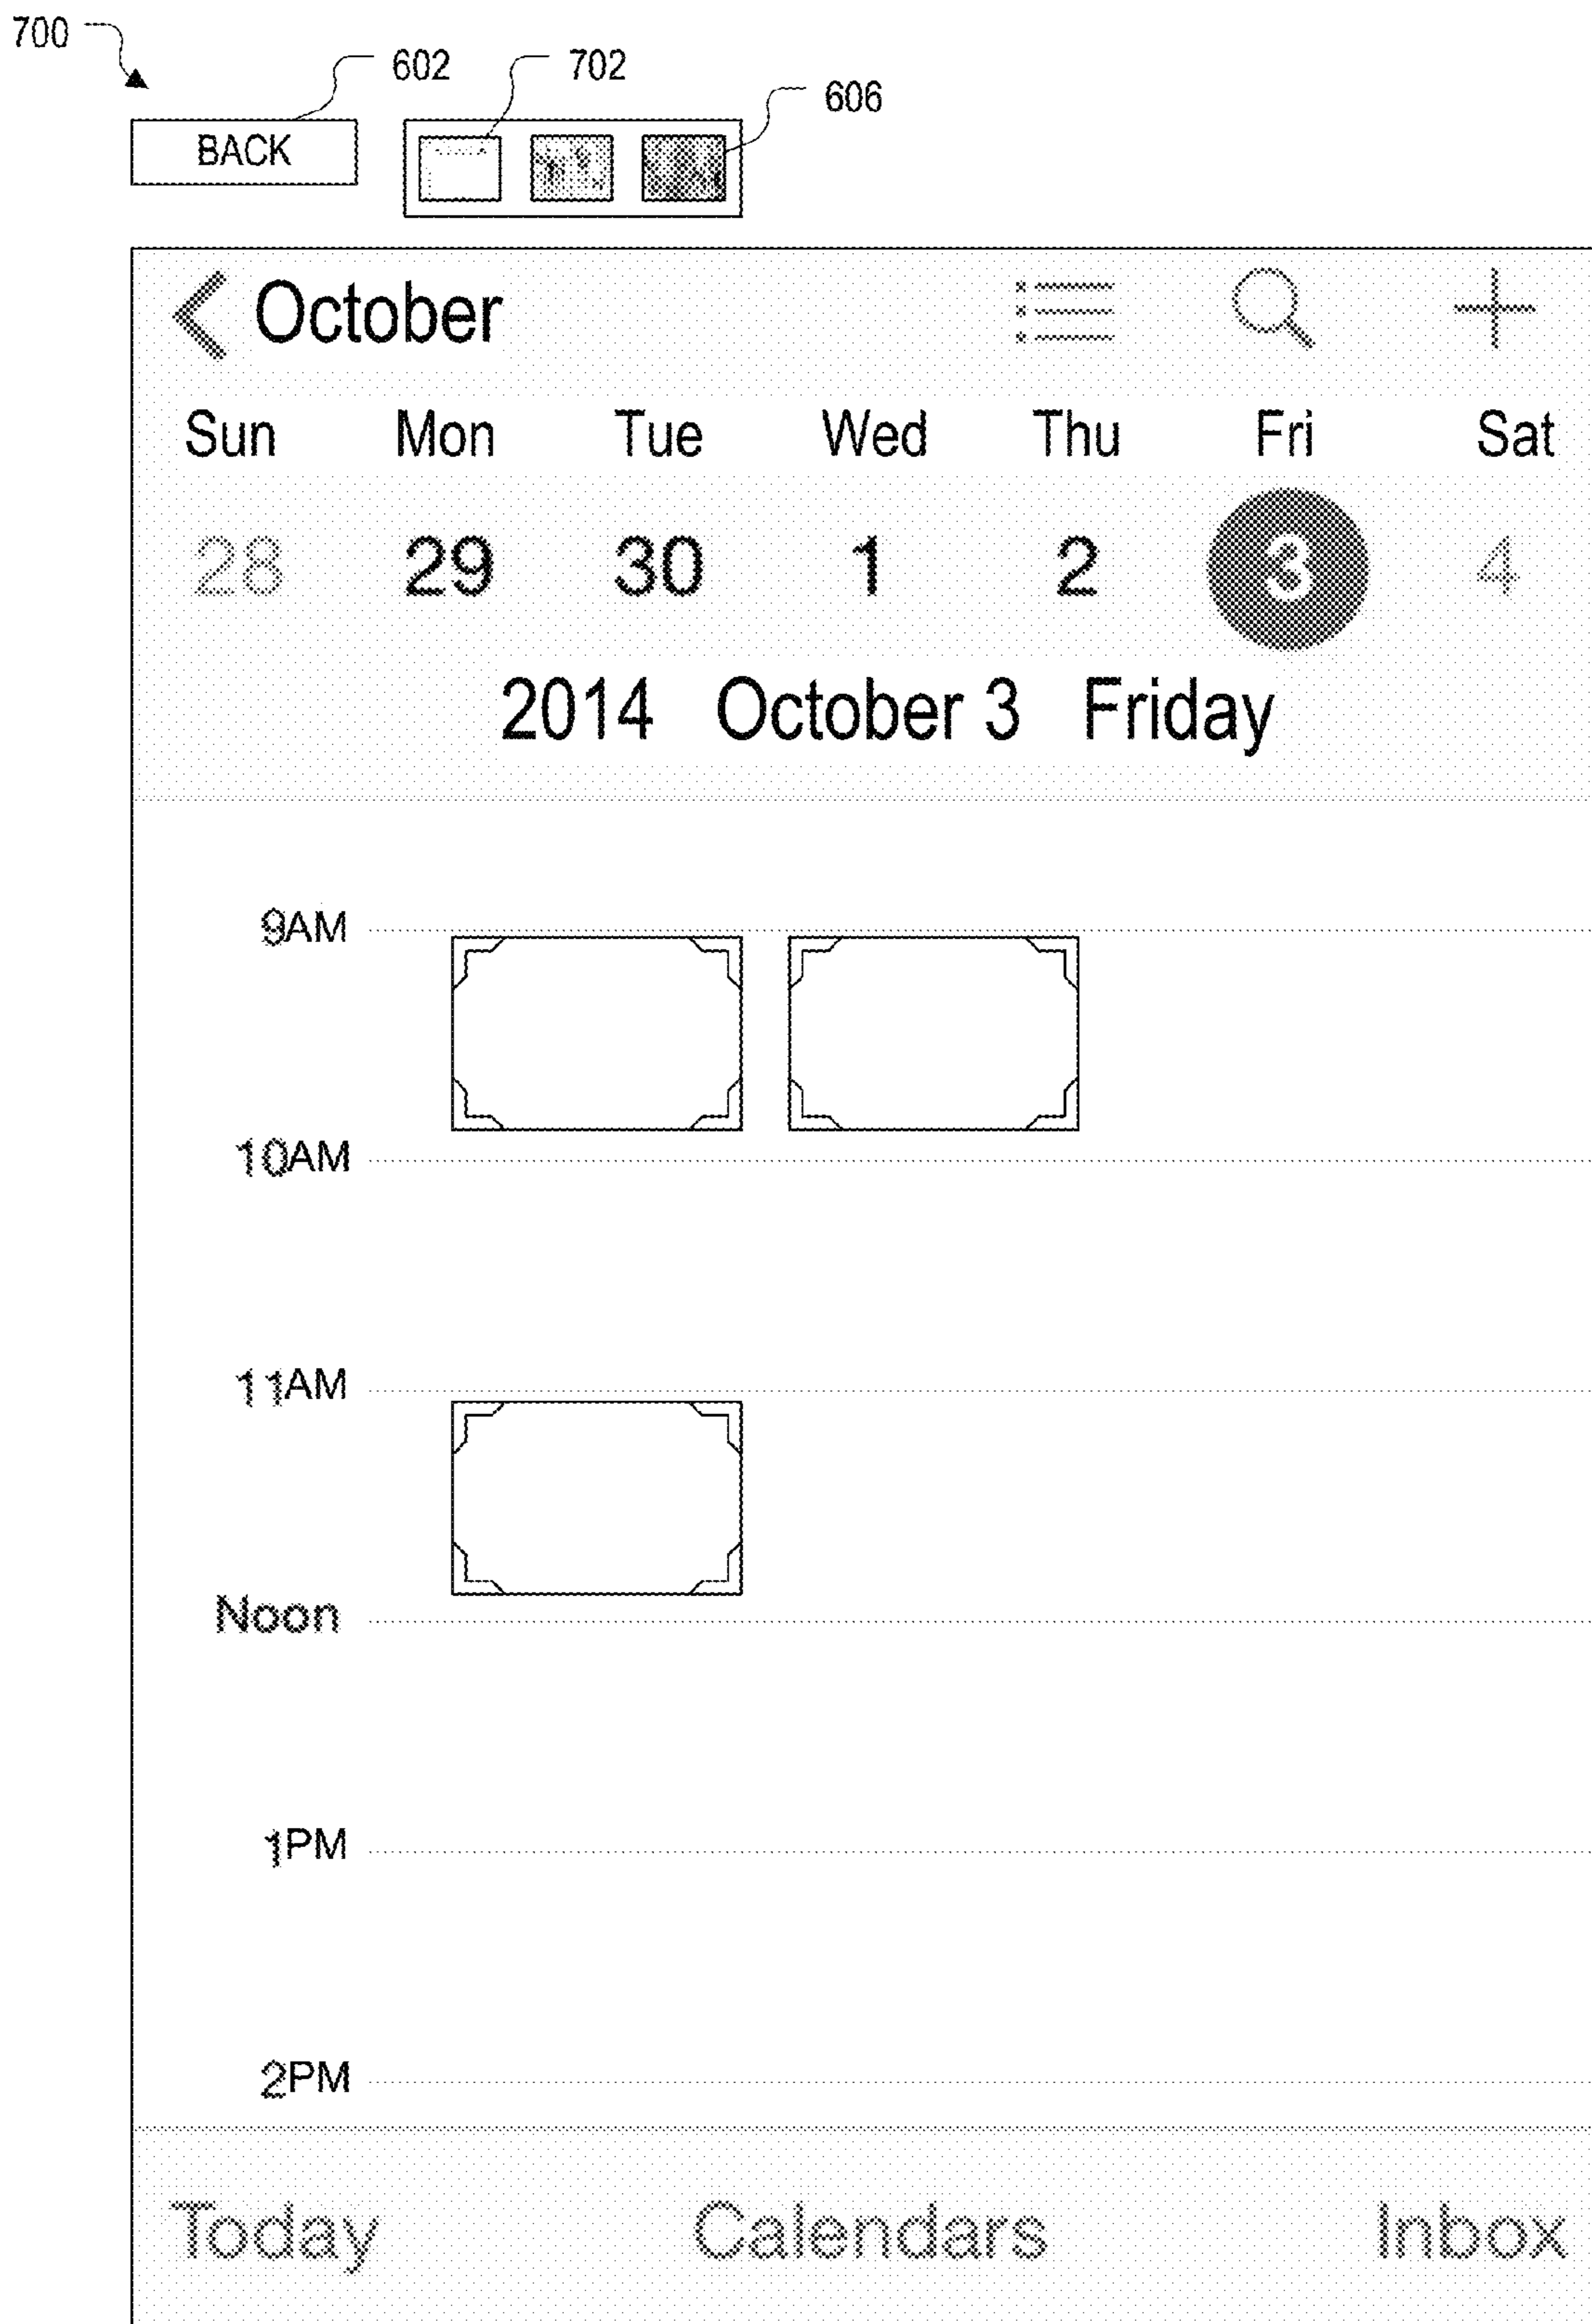 700
602
702
606
BACK
October
Sun Mon Tue Wed Thu Fri Sat
28 29 30 1 2 3 4
2014 October 3 Friday
9AM
10AM
11AM
Noon
1PM
2PM
Today Calendars Inbox